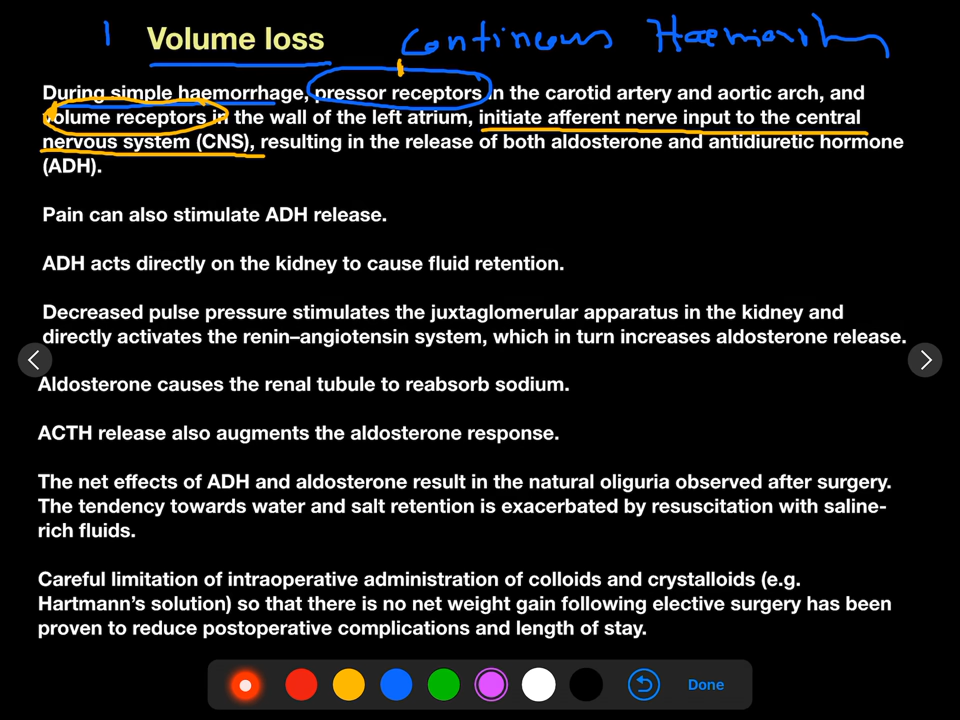 1 Volume loss Contineous Haemorrh
During simple haemorrhage, pressor receptors in the carotid artery and aortic arch, and
volume receptors in the wall of the left atrium, initiate afferent nerve input to the central
nervous system (CNS), resulting in the release of both aldosterone and antidiuretic hormone
(ADH).
Pain can also stimulate ADH release.
ADH acts directly on the kidney to cause fluid retention.
Decreased pulse pressure stimulates the juxtaglomerular apparatus in the kidney and
directly activates the renin–angiotensin system, which in turn increases aldosterone release.
Aldosterone causes the renal tubule to reabsorb sodium.
ACTH release also augments the aldosterone response.
The net effects of ADH and aldosterone result in the natural oliguria observed after surgery.
The tendency towards water and salt retention is exacerbated by resuscitation with saline-
rich fluids.
Careful limitation of intraoperative administration of colloids and crystalloids (e.g.
Hartmann’s solution) so that there is no net weight gain following elective surgery has been
proven to reduce postoperative complications and length of stay.
Done